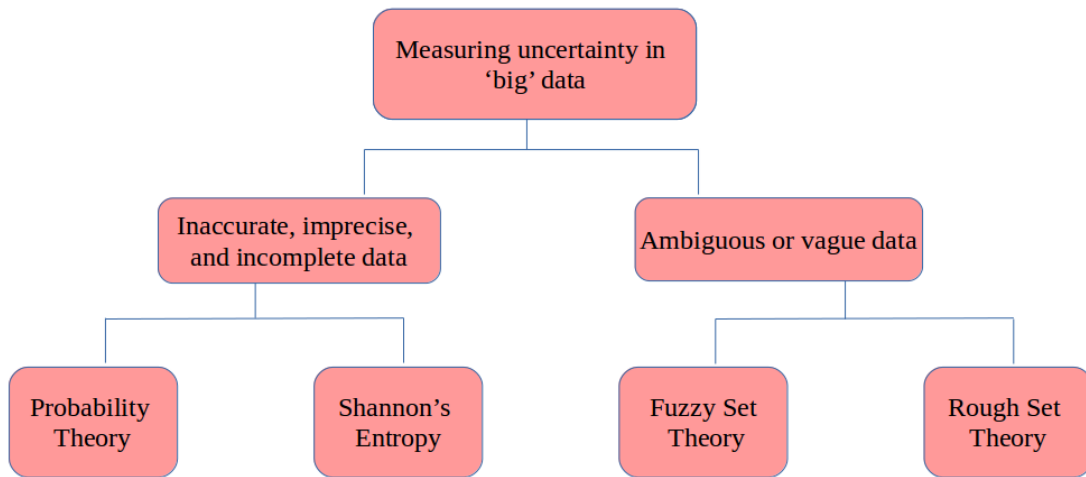 Measuring uncertainty in
‘big’ data
Inaccurate, imprecise,
and incomplete data
Ambiguous or vague data
Probability
Theory
Shannon’s
Entropy
Fuzzy Set
Theory
Rough Set
Theory